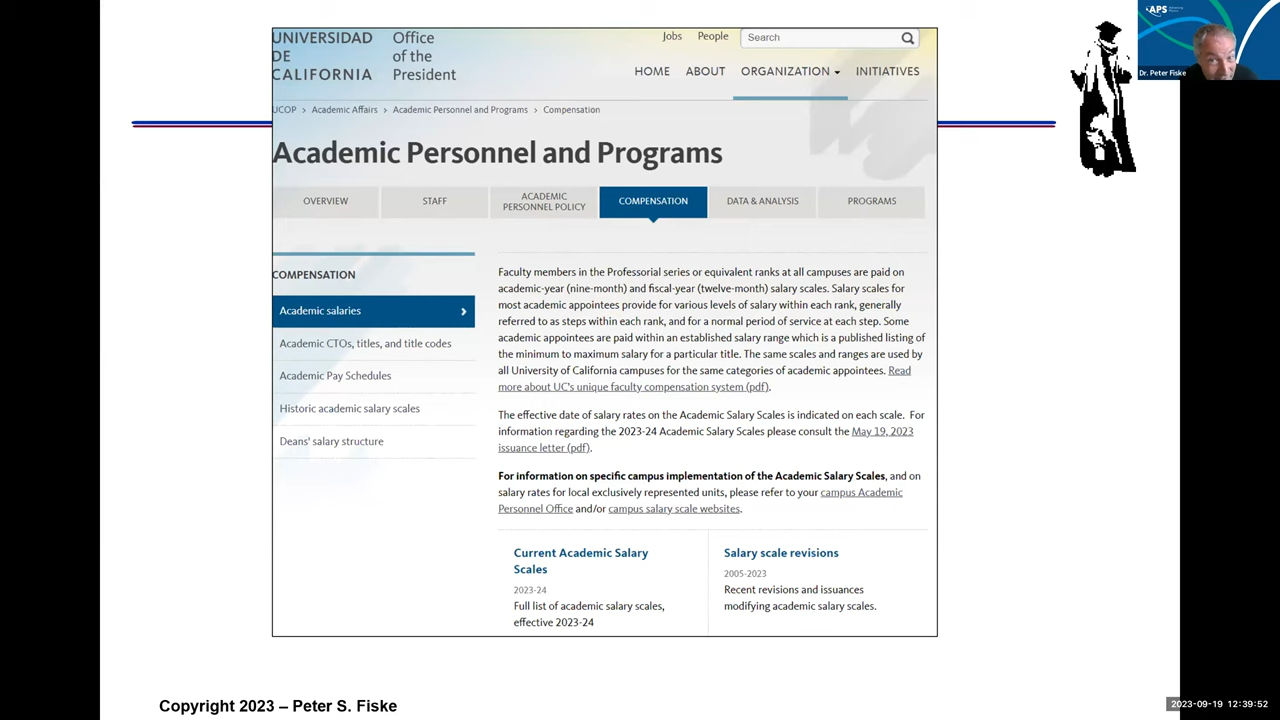 UNIVERSIDAD
DE
CALIFORNIA
Office
of the
President
Jobs
People
Search
HOME
ABOUT
ORGANIZATION
INITIATIVES
UCOP > Academic Affairs > Academic Personnel and Programs > Compensation
Academic Personnel and Programs
OVERVIEW
STAFF
ACADEMIC
PERSONNEL POLICY
COMPENSATION
DATA & ANALYSIS
PROGRAMS
COMPENSATION
Academic salaries
Academic CTOs, titles, and title codes
Academic Pay Schedules
Historic academic salary scales
Deans' salary structure
Faculty members in the Professorial series or equivalent ranks at all campuses are paid on
academic-year (nine-month) and fiscal-year (twelve-month) salary scales. Salary scales for
most academic appointees provide for various levels of salary within each rank, generally
referred to as steps within each rank, and for a normal period of service at each step. Some
academic appointees are paid within an established salary range which is a published listing of
the minimum to maximum salary for a particular title. The same scales and ranges are used by
all University of California campuses for the same categories of academic appointees. Read
more about UC's unique faculty compensation system (pdf).
The effective date of salary rates on the Academic Salary Scales is indicated on each scale. For
information regarding the 2023-24 Academic Salary Scales please consult the May 19, 2023
issuance letter (pdf).
For information on specific campus implementation of the Academic Salary Scales, and on
salary rates for local exclusively represented units, please refer to your campus Academic
Personnel Office and/or campus salary scale websites.
Current Academic Salary
Scales
2023-24
Full list of academic salary scales,
effective 2023-24
Salary scale revisions
2005-2023
Recent revisions and issuances
modifying academic salary scales.
Copyright 2023 – Peter S. Fiske
APS
Dr. Peter Fiske
2023-09-19 12:39:52